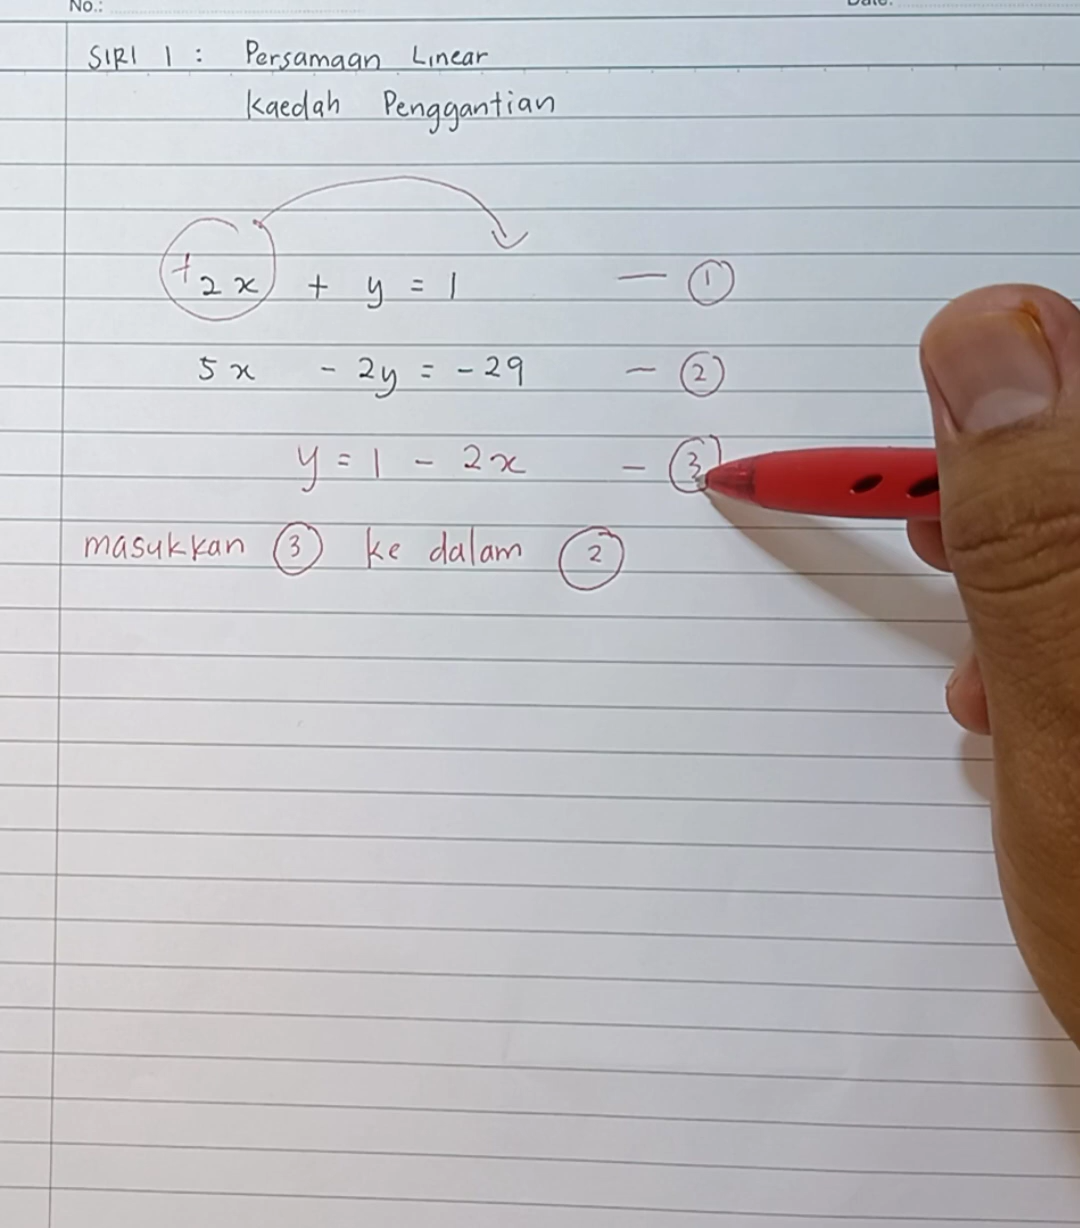 No.:
SIRI 1 : Persamaan Linear
Kaedah Penggantian
+2x + y = 1 — ①
5x - 2y = -29 — ②
y = 1 - 2x - ③
masukkan ③ ke dalam ②